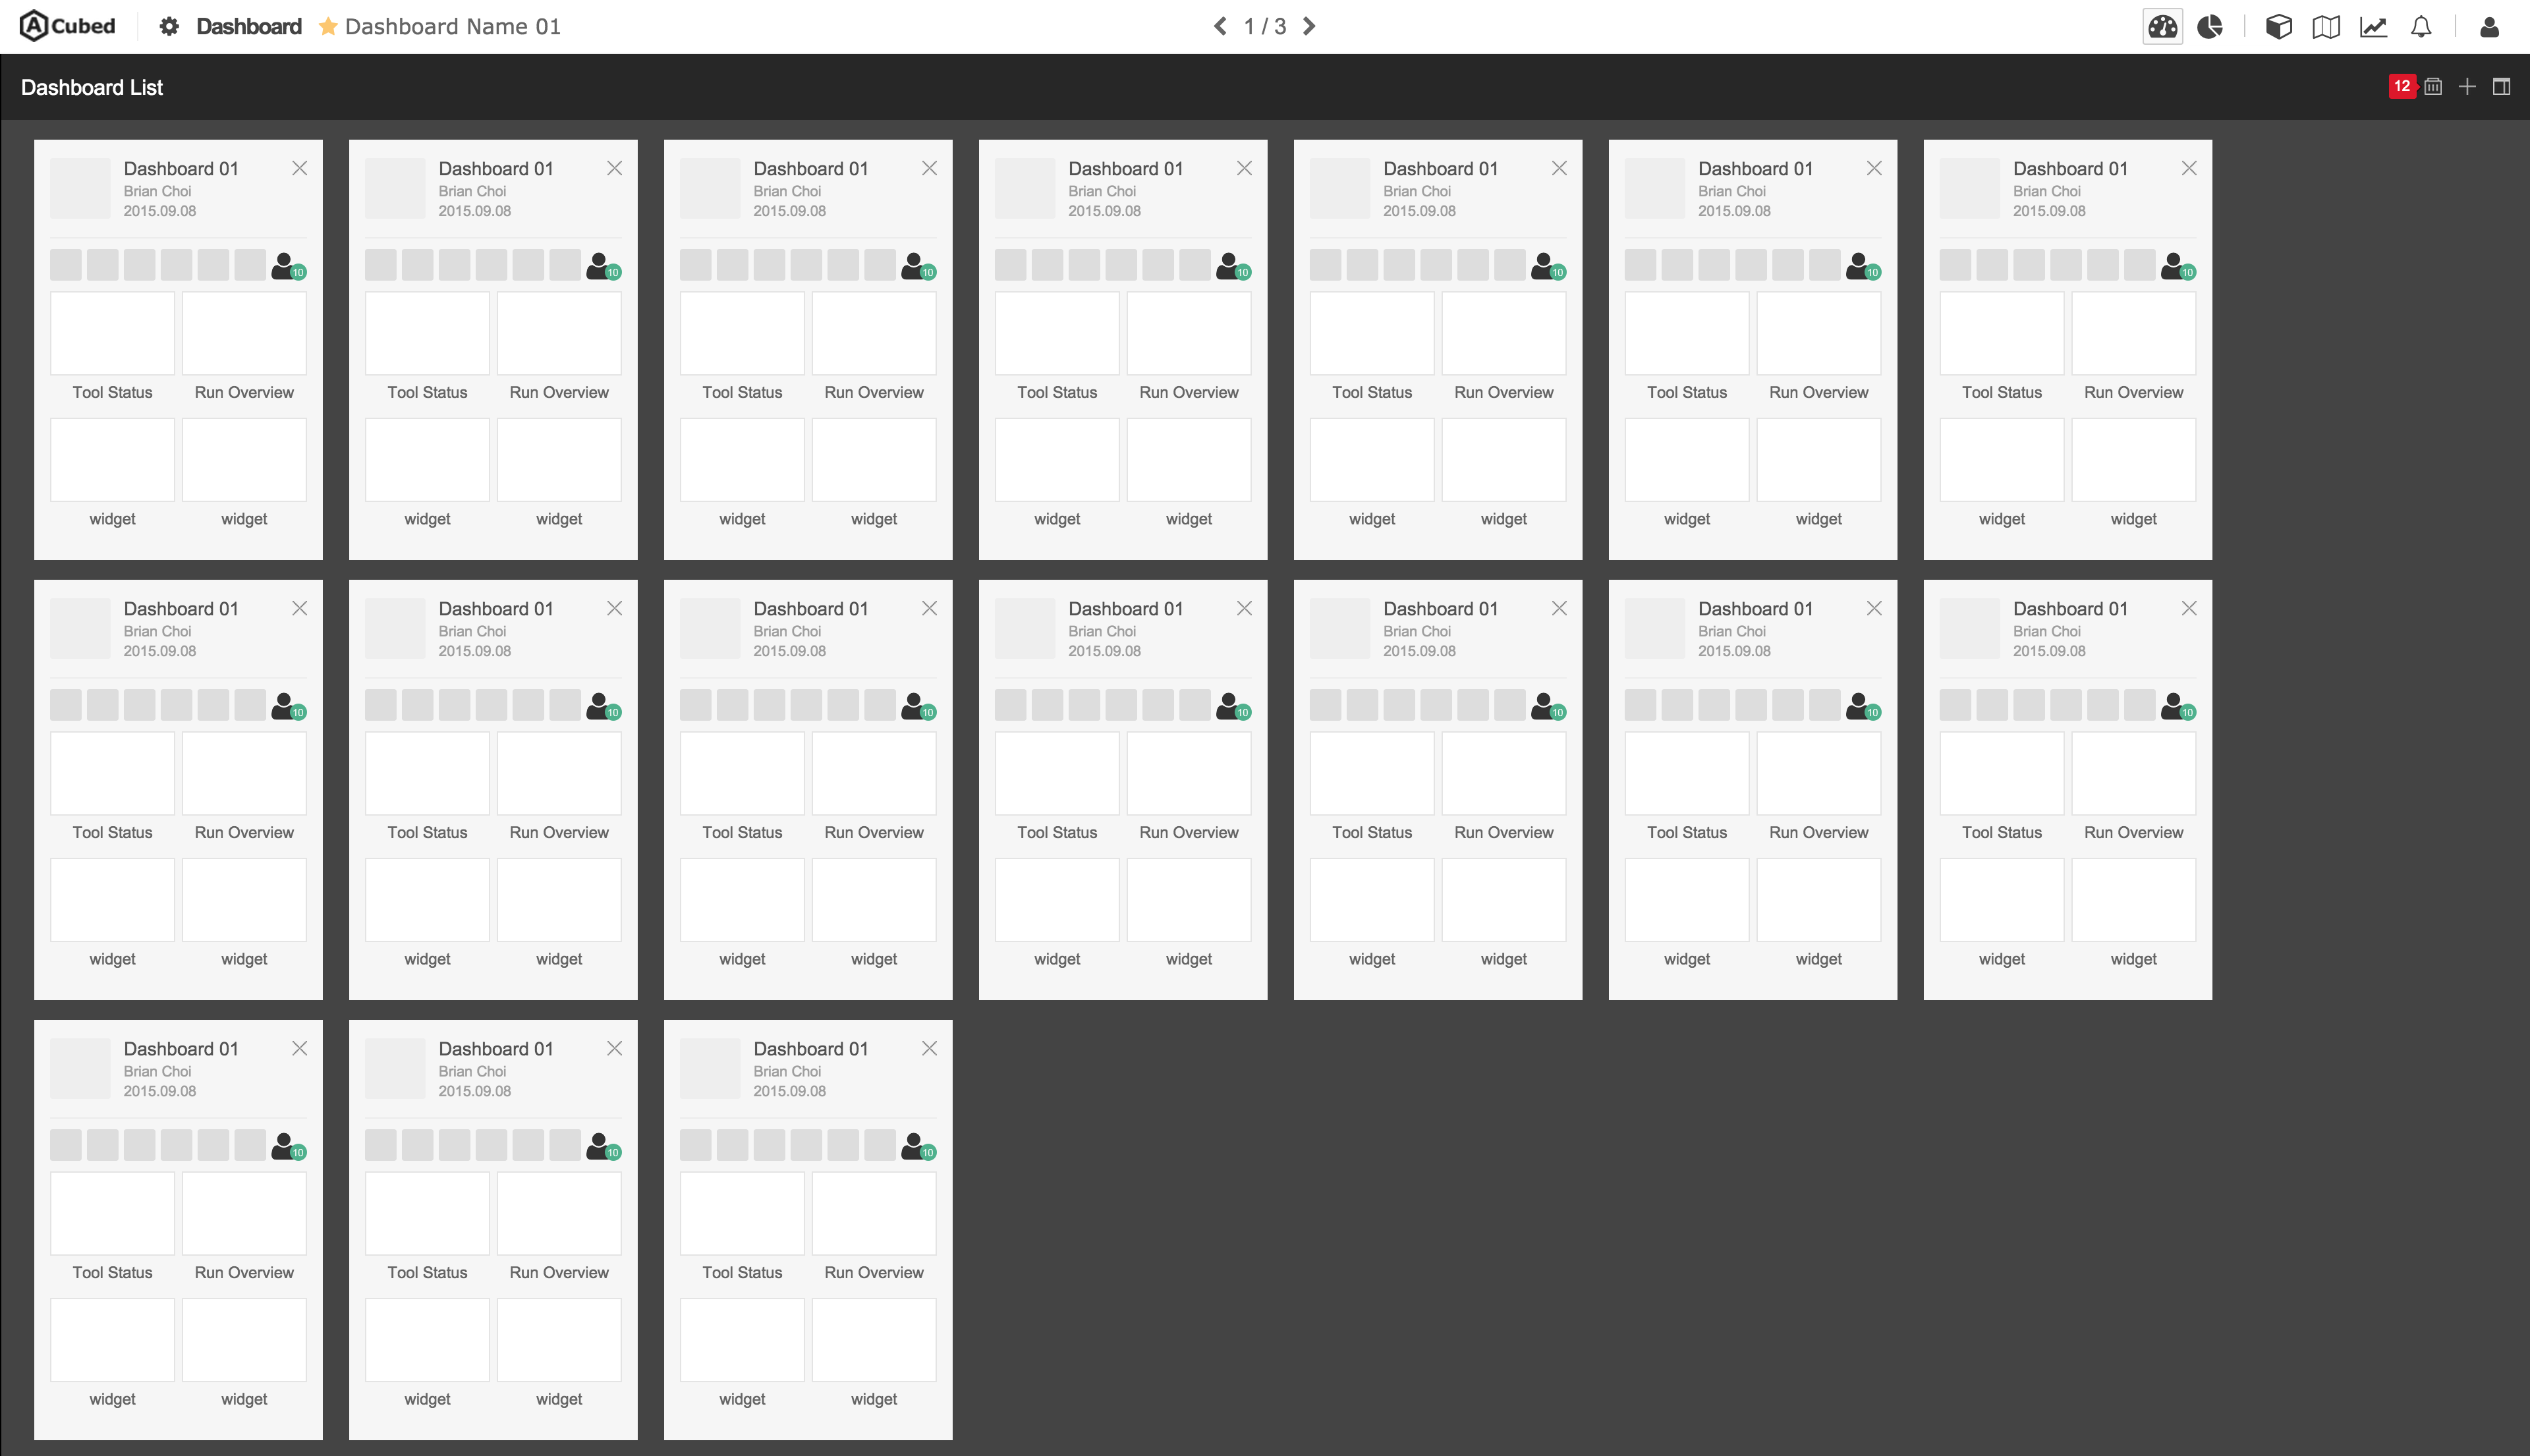 A Cubed Dashboard Dashboard Name 01 1 / 3
Dashboard List 12
Dashboard 01 Dashboard 01 Dashboard 01 Dashboard 01 Dashboard 01 Dashboard 01 Dashboard 01
Brian Choi Brian Choi Brian Choi Brian Choi Brian Choi Brian Choi Brian Choi
2015.09.08 2015.09.08 2015.09.08 2015.09.08 2015.09.08 2015.09.08 2015.09.08
10 10 10 10 10 10 10
Tool Status Run Overview Tool Status Run Overview Tool Status Run Overview Tool Status Run Overview Tool Status Run Overview Tool Status Run Overview Tool Status Run Overview
widget widget widget widget widget widget widget widget widget widget widget widget widget widget
Dashboard 01 Dashboard 01 Dashboard 01 Dashboard 01 Dashboard 01 Dashboard 01 Dashboard 01
Brian Choi Brian Choi Brian Choi Brian Choi Brian Choi Brian Choi Brian Choi
2015.09.08 2015.09.08 2015.09.08 2015.09.08 2015.09.08 2015.09.08 2015.09.08
10 10 10 10 10 10 10
Tool Status Run Overview Tool Status Run Overview Tool Status Run Overview Tool Status Run Overview Tool Status Run Overview Tool Status Run Overview Tool Status Run Overview
widget widget widget widget widget widget widget widget widget widget widget widget widget widget
Dashboard 01 Dashboard 01 Dashboard 01
Brian Choi Brian Choi Brian Choi
2015.09.08 2015.09.08 2015.09.08
10 10 10
Tool Status Run Overview Tool Status Run Overview Tool Status Run Overview
widget widget widget widget widget widget